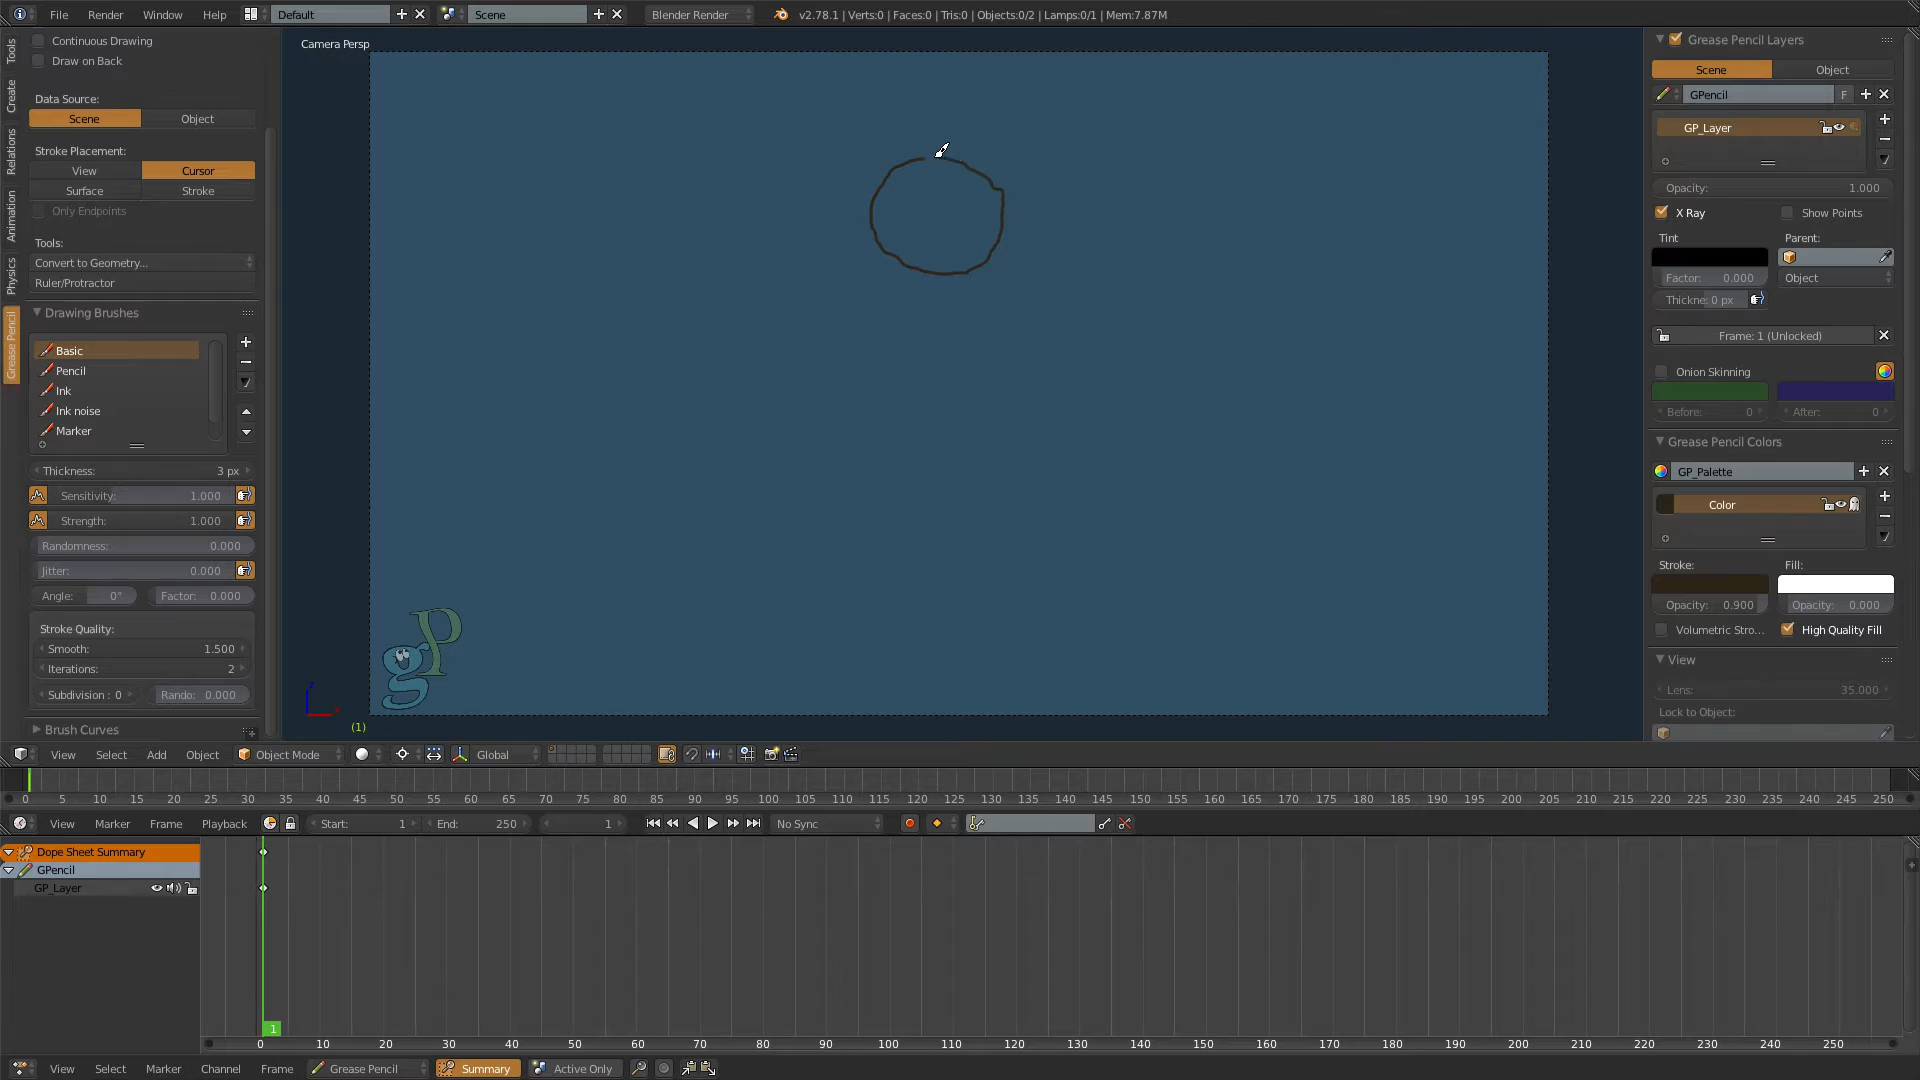 File Render Window Help Default Scene Blender Render v2.78.1 | Verts:0 | Faces:0 | Tris:0 | Objects:0/2 | Lamps:0/1 | Mem:7.87M
Tools
Create
Relations
Animation
Physics
Grease Pencil
Continuous Drawing
Draw on Back
Data Source:
Scene Object
Stroke Placement:
View Cursor
Surface Stroke
Only Endpoints
Tools:
Convert to Geometry...
Ruler/Protractor
Drawing Brushes
Basic
Pencil
Ink
Ink noise
Marker
Thickness: 3 px
Sensitivity: 1.000
Strength: 1.000
Randomness: 0.000
Jitter: 0.000
Angle: 0° Factor: 0.000
Stroke Quality:
Smooth: 1.500
Iterations: 2
Subdivision : 0 Rando: 0.000
Brush Curves
Camera Persp
gP
(1)
Grease Pencil Layers
Scene Object
GPencil F
GP_Layer
Opacity: 1.000
X Ray Show Points
Tint Parent:
Factor: 0.000 Object
Thickne: 0 px
Frame: 1 (Unlocked)
Onion Skinning
Before: 0 After: 0
Grease Pencil Colors
GP_Palette
Color
Stroke: Fill:
Opacity: 0.900 Opacity: 0.000
Volumetric Stro... High Quality Fill
View
Lens: 35.000
Lock to Object:
View Select Add Object Object Mode Global
0 5 10 15 20 25 30 35 40 45 50 55 60 65 70 75 80 85 90 95 100 105 110 115 120 125 130 135 140 145 150 155 160 165 170 175 180 185 190 195 200 205 210 215 220 225 230 235 240 245 250
View Marker Frame Playback Start: 1 End: 250 1 No Sync
Dope Sheet Summary
GPencil
GP_Layer
1
0 10 20 30 40 50 60 70 80 90 100 110 120 130 140 150 160 170 180 190 200 210 220 230 240 250
View Select Marker Channel Frame Grease Pencil Summary Active Only